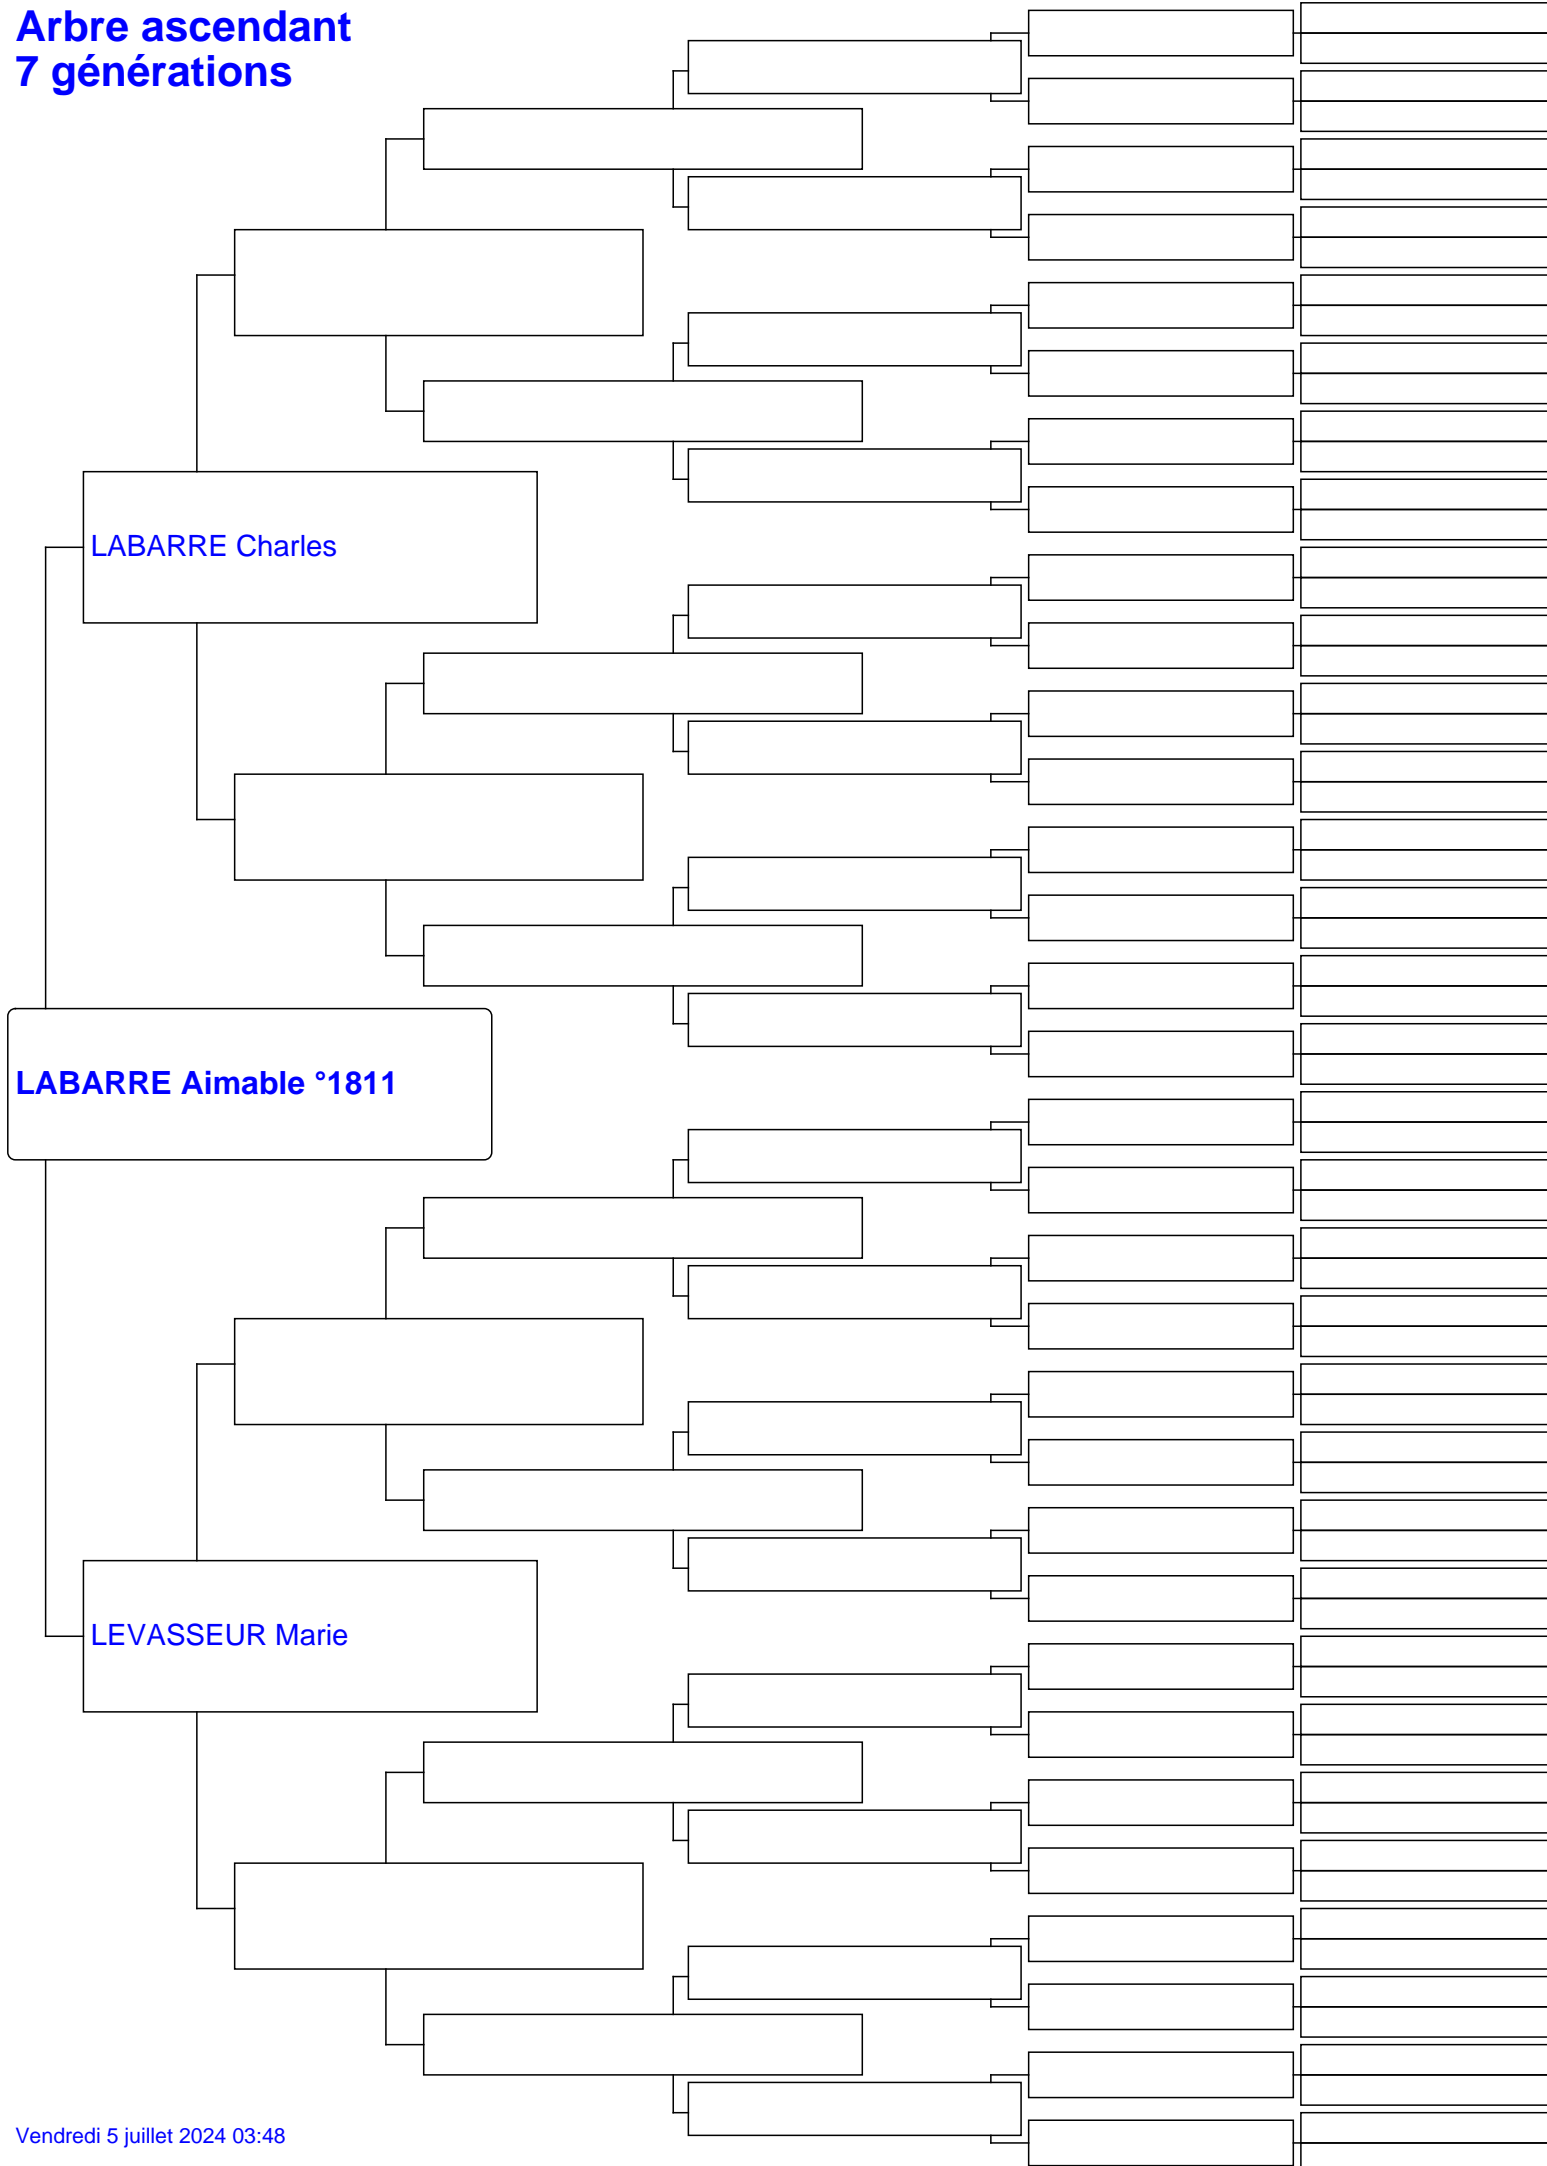 Arbre ascendant
7 générations
LABARRE Charles
LABARRE Aimable °1811
LEVASSEUR Marie
Vendredi 5 juillet 2024 03:48